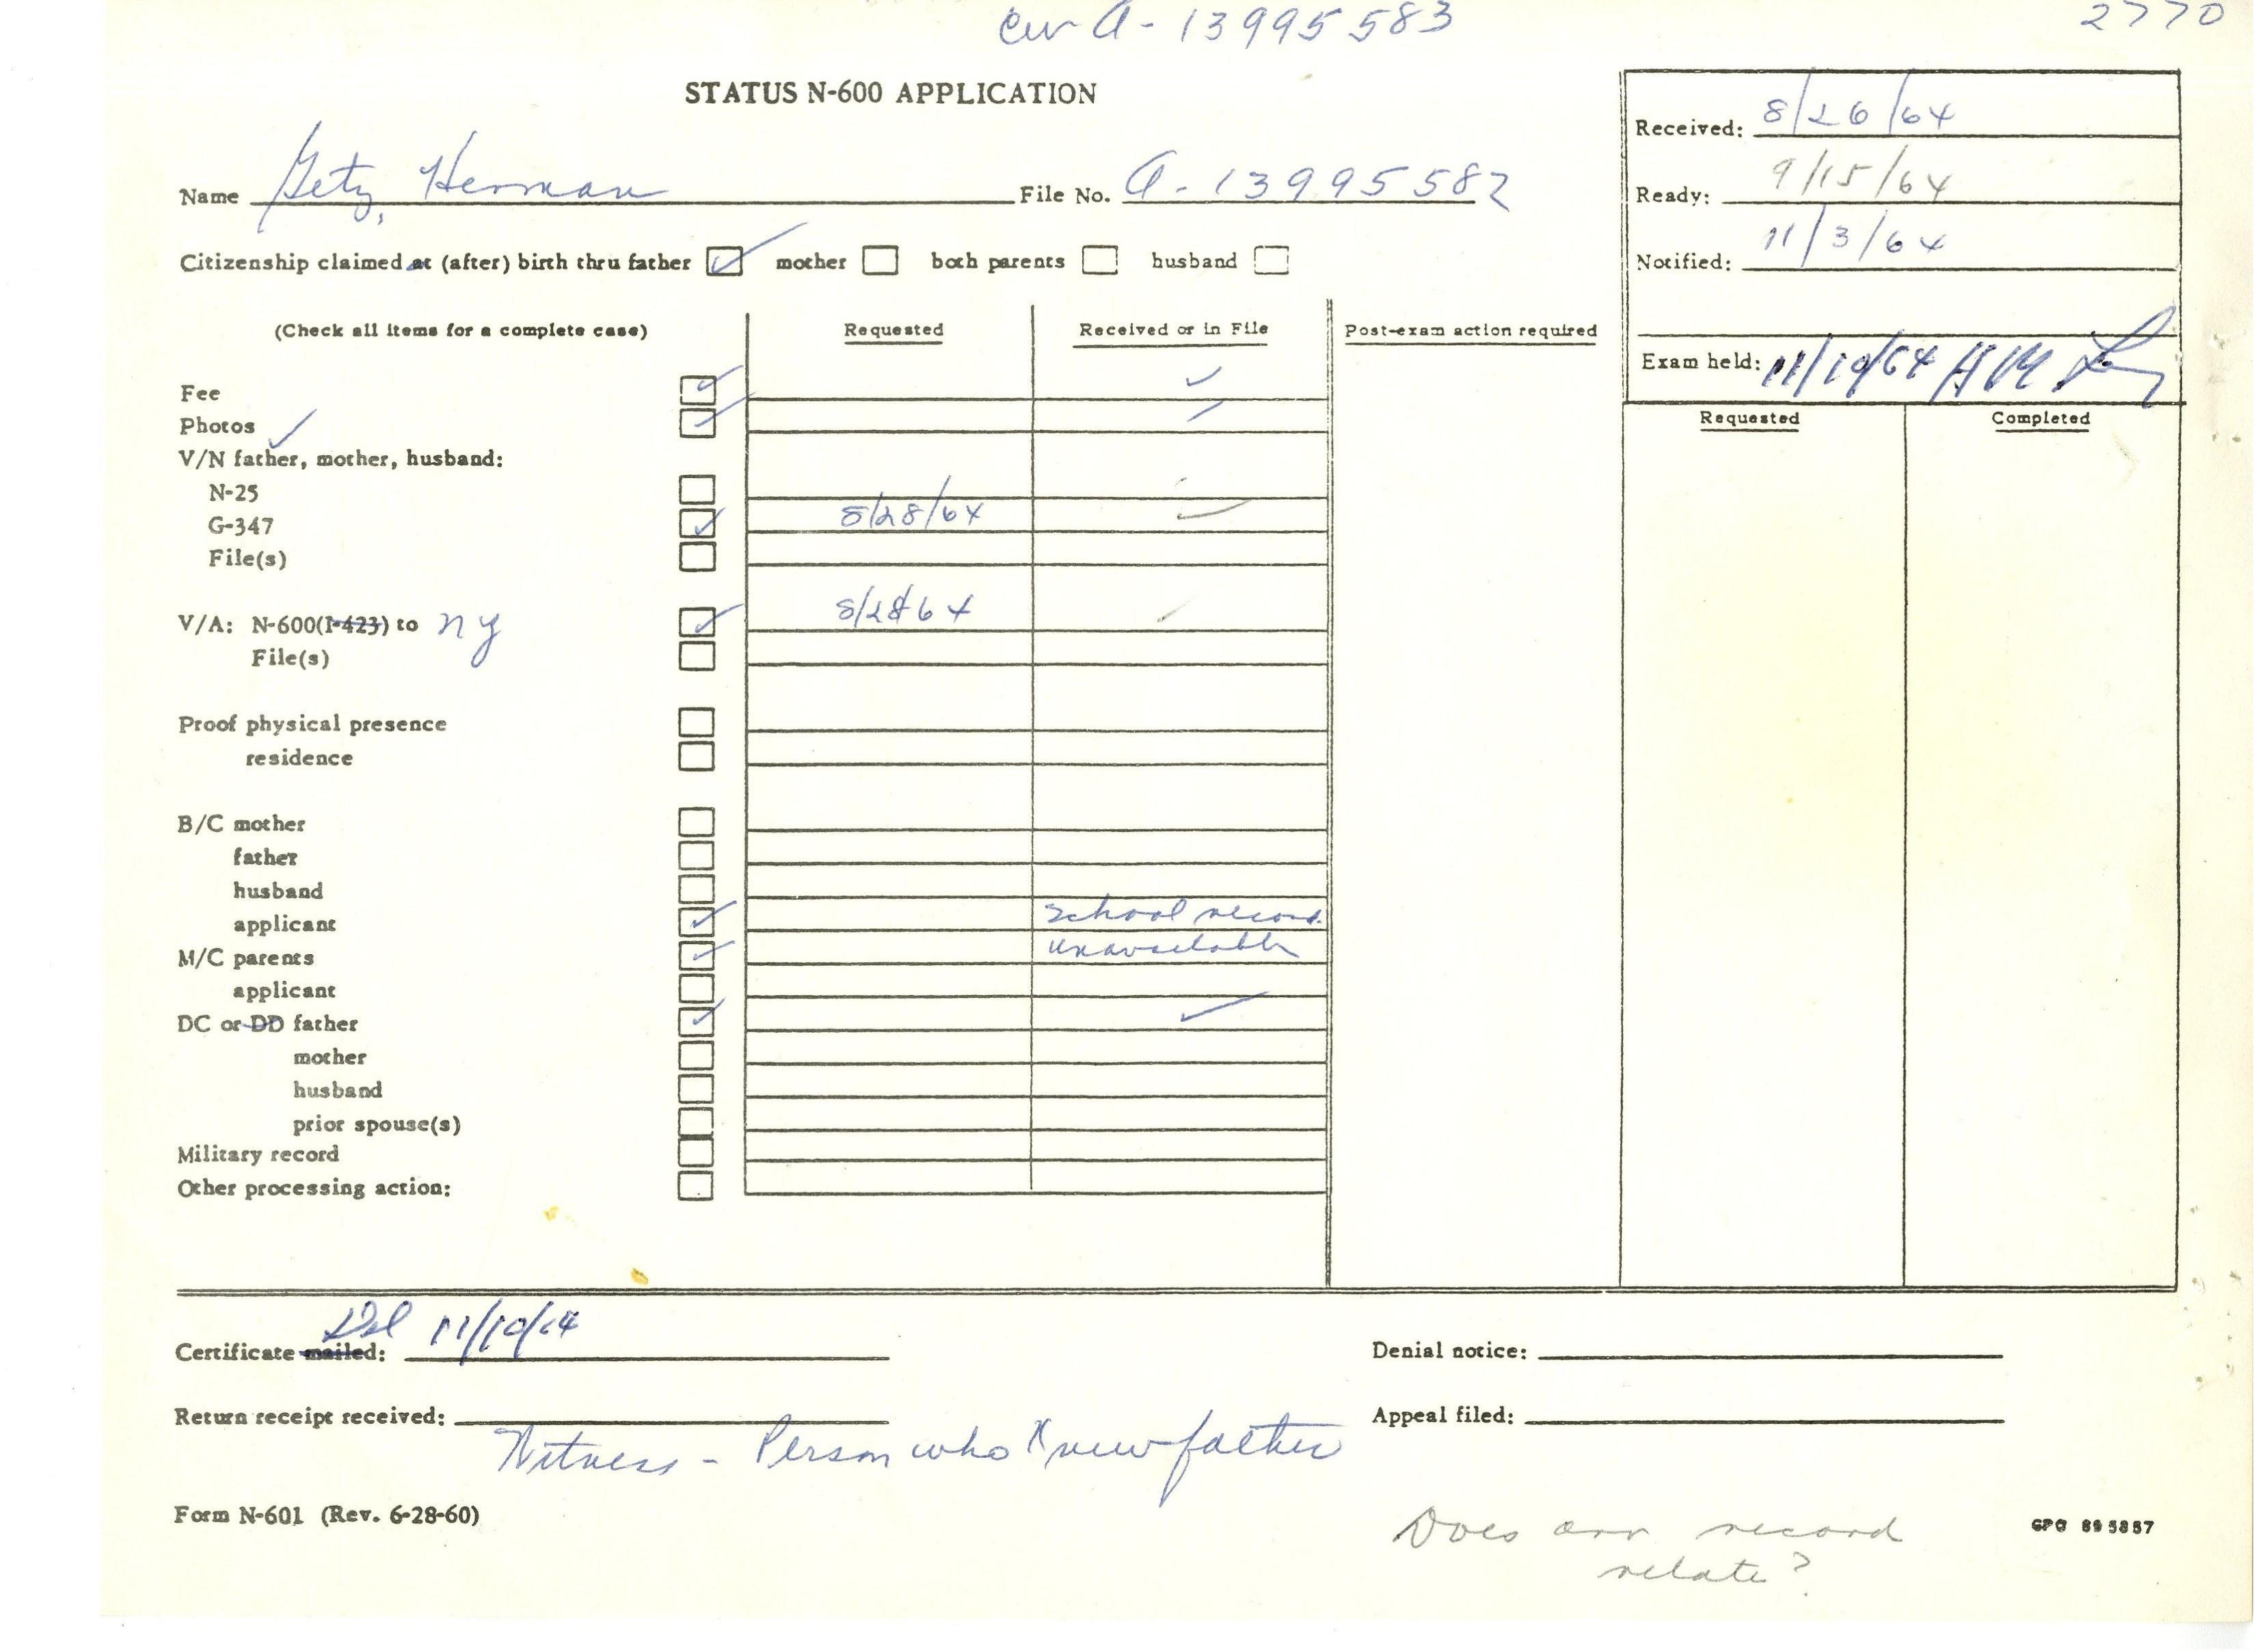 cw A-13995583
2770
STATUS N-600 APPLICATION
Received: 8/26/64
Name Getz, Herman File No. A-13995582
Ready: 9/15/64
Citizenship claimed at (after) birth thru father mother both parents husband
Notified: 11/3/64
(Check all items for a complete case) Requested Received or in File Post-exam action required
Exam held: 11/10/64 HM
Requested Completed
Fee
Photos
V/N father, mother, husband:
N-25
G-347 8/28/64
File(s)
V/A: N-600(I-423) to NY 8/28 64
File(s)
Proof physical presence
residence
B/C mother
father
husband
applicant School record
M/C parents unavailable
applicant
DC or DD father
mother
husband
prior spouse(s)
Military record
Other processing action:
Del 11/10/64
Certificate mailed:
Denial notice:
Return receipt received:
Appeal filed:
Witness - Person who knew father
Form N-601 (Rev. 6-28-60)
Does arr record
relate?
GPO 895857